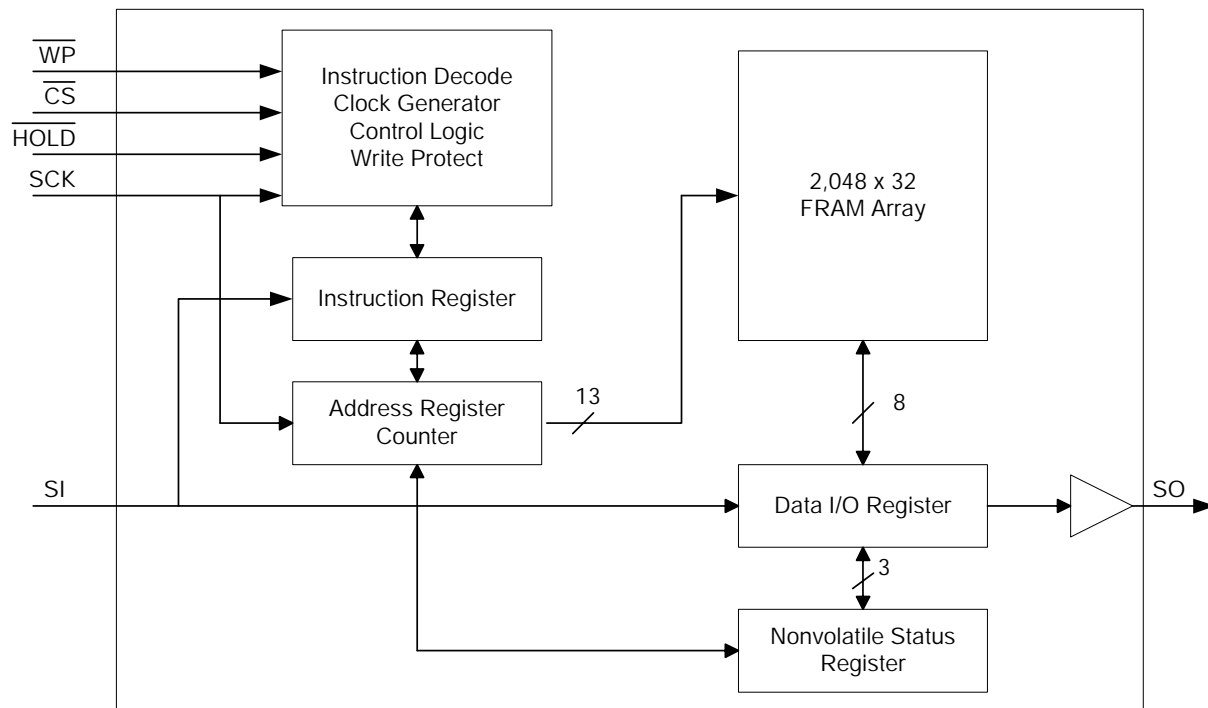 WP
CS
HOLD
SCK
Instruction Decode
Clock Generator
Control Logic
Write Protect
2,048 x 32
FRAM Array
Instruction Register
Address Register
Counter
13
8
SI
Data I/O Register
SO
3
Nonvolatile Status
Register